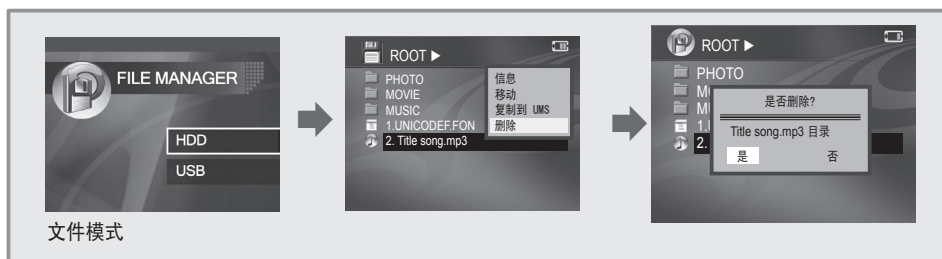 FILE MANAGER
HDD
USB
文件模式
ROOT ▶
PHOTO
MOVIE
MUSIC
1.UNICODEF.FON
2. Title song.mp3
信息
移动
复制到 UMS
删除
ROOT ▶
PHOTO
M
M
1.
2.
是否删除?
Title song.mp3 目录
是
否